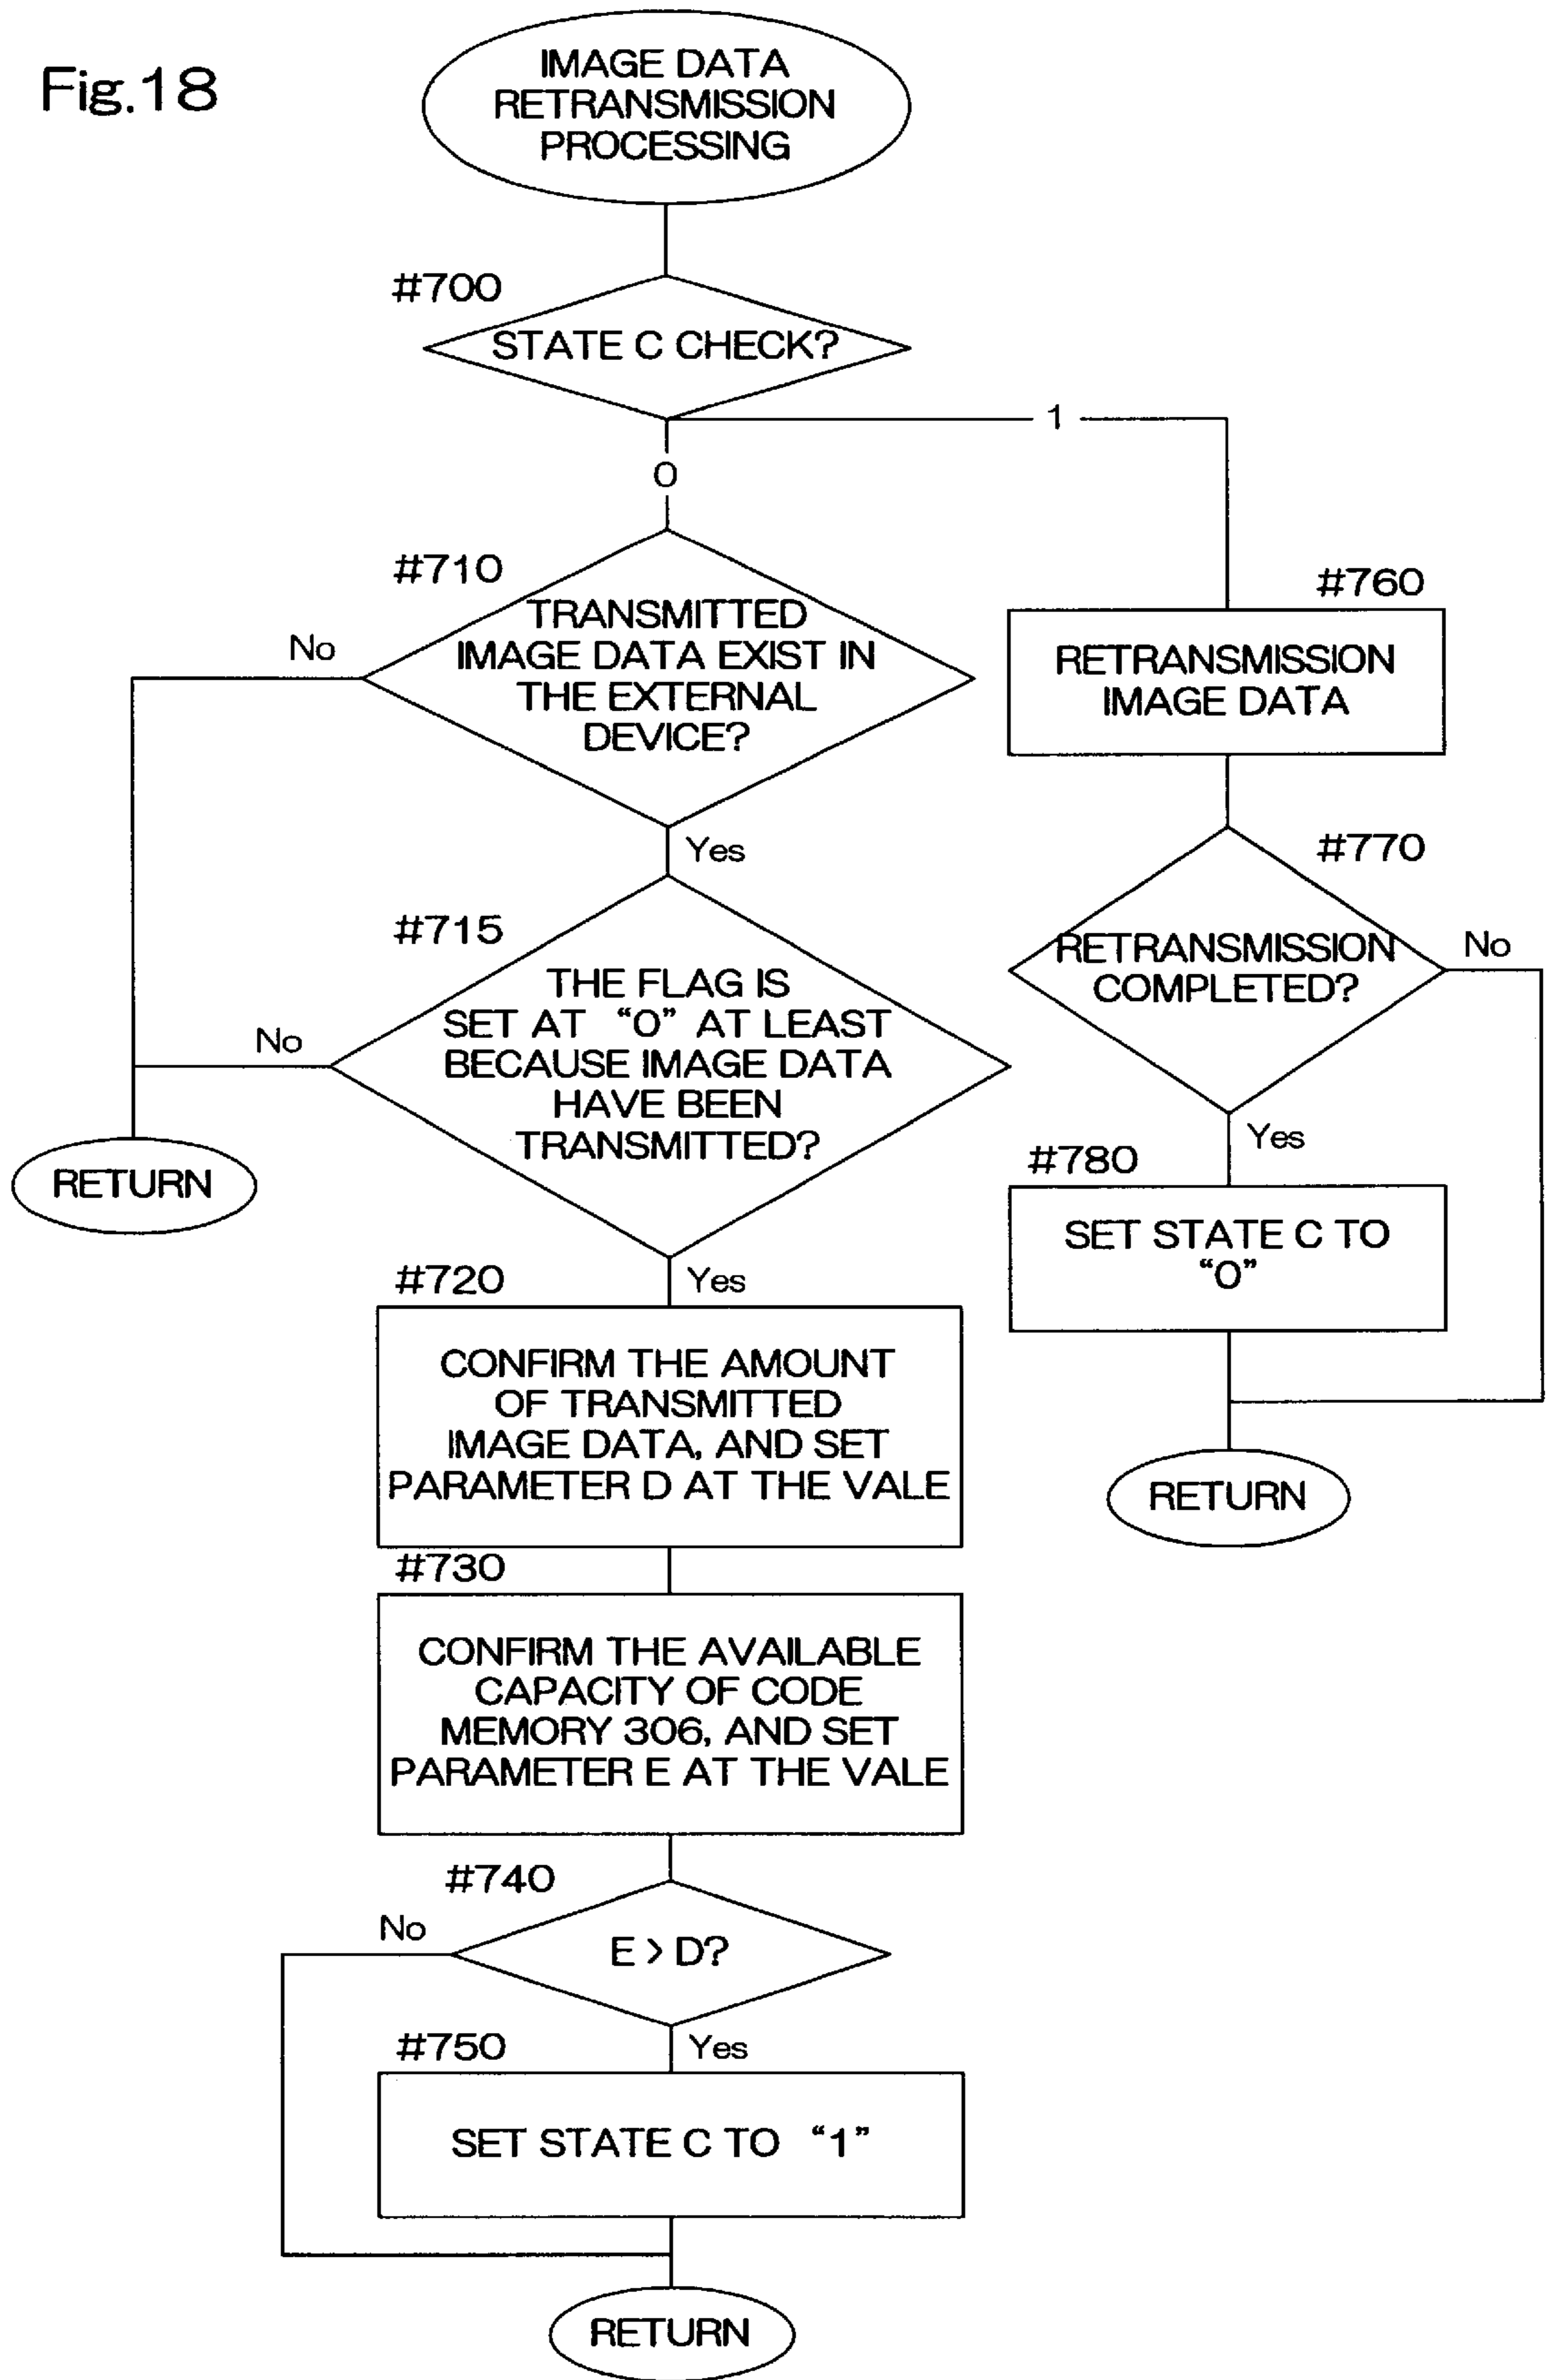 Fig.18
IMAGE DATA
RETRANSMISSION
PROCESSING
#700
STATE C CHECK?
1
0
#710
TRANSMITTED
IMAGE DATA EXIST IN
THE EXTERNAL
DEVICE?
No
Yes
#715
THE FLAG IS
SET AT “0” AT LEAST
BECAUSE IMAGE DATA
HAVE BEEN
TRANSMITTED?
No
RETURN
Yes
#720
CONFIRM THE AMOUNT
OF TRANSMITTED
IMAGE DATA, AND SET
PARAMETER D AT THE VALE
#730
CONFIRM THE AVAILABLE
CAPACITY OF CODE
MEMORY 306, AND SET
PARAMETER E AT THE VALE
#740
E > D?
No
Yes
#750
SET STATE C TO “1”
RETURN
#760
RETRANSMISSION
IMAGE DATA
#770
RETRANSMISSION
COMPLETED?
No
Yes
#780
SET STATE C TO
“0”
RETURN